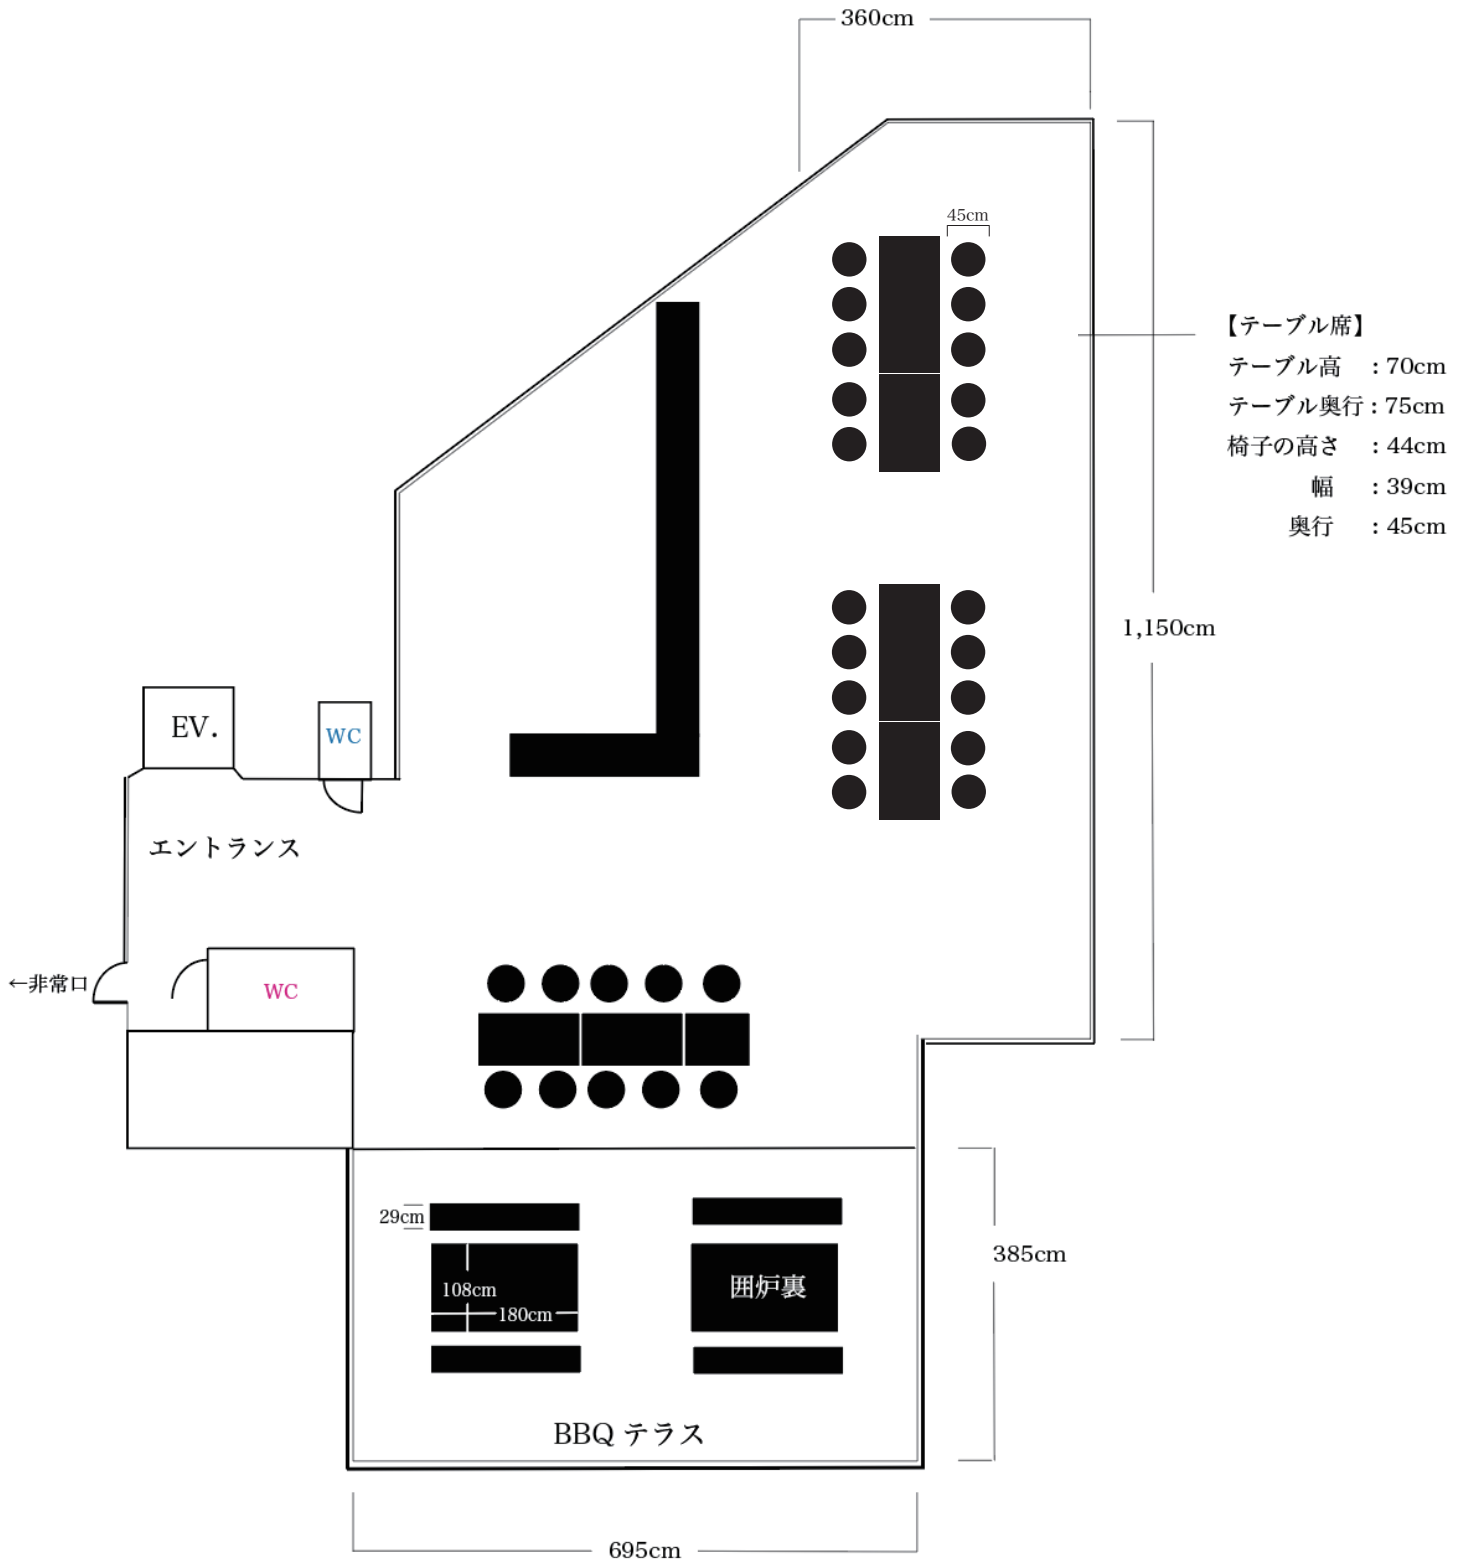 360cm
45cm
【テーブル席】
テーブル高 : 70cm
テーブル奥行 : 75cm
椅子の高さ : 44cm
幅 : 39cm
奥行 : 45cm
1,150cm
EV.
WC
エントランス
←非常口
WC
29cm
108cm
180cm
囲炉裏
385cm
BBQ テラス
695cm